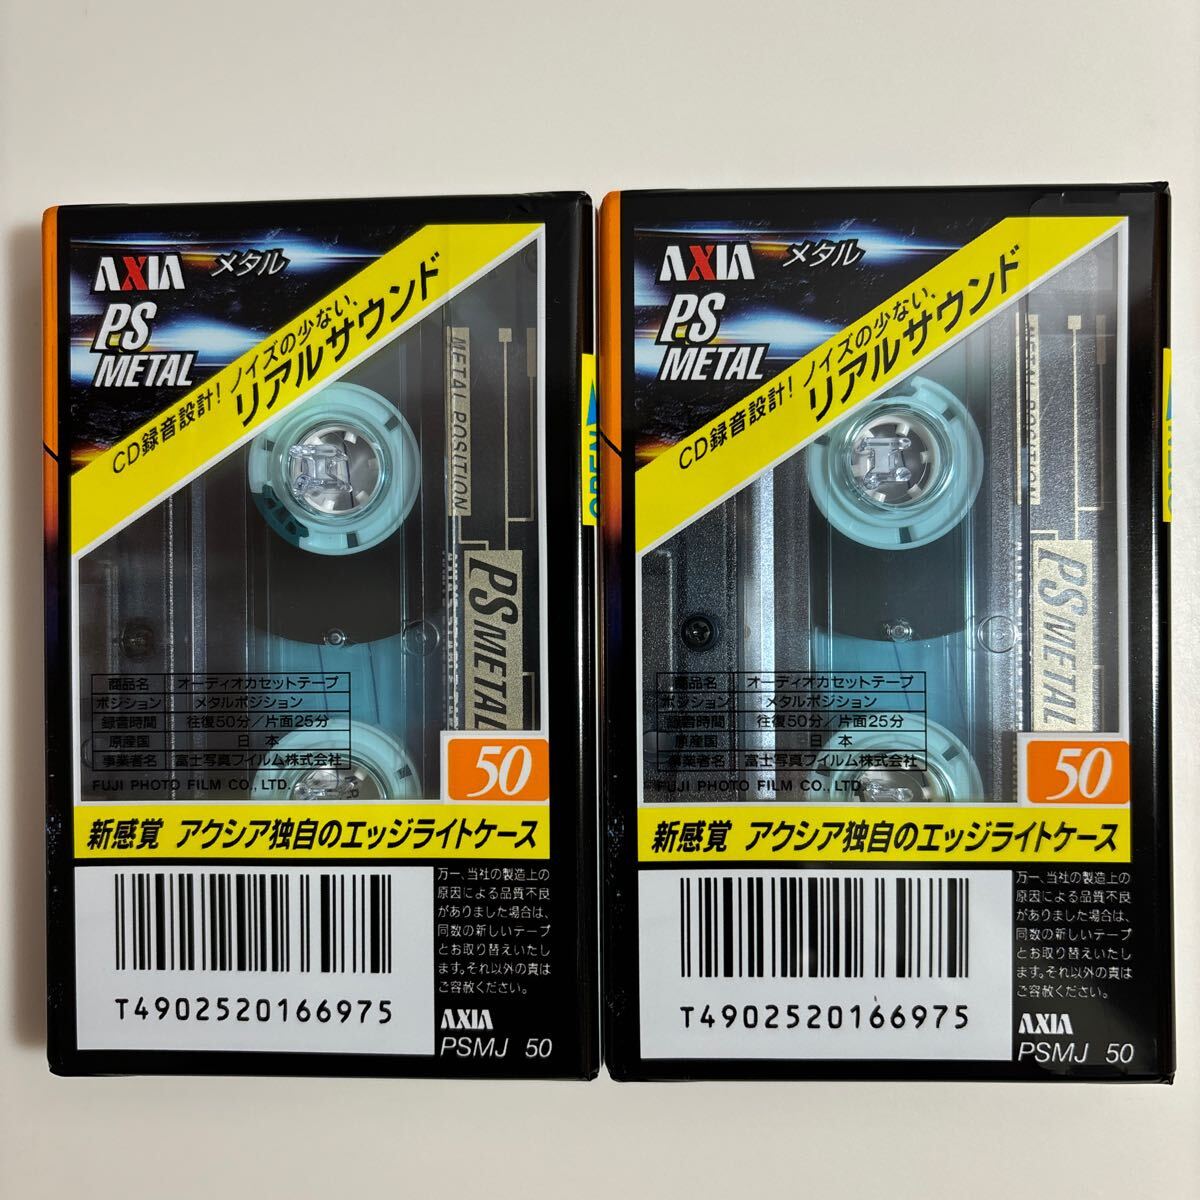 AXIA メタル
PS
METAL
CD録音設計! ノイズの少ない、
リアルサウンド
METAL POSITION
PS METAL
OPEN
商品名 オーディオカセットテープ
ポジション メタルポジション
録音時間 往復50分/片面25分
原産国 日本
事業者名 富士写真フイルム株式会社
FUJI PHOTO FILM CO., LTD.
50
新感覚 アクシア独自のエッジライトケース
万一、当社の製造上の
原因による品質不良
がありました場合は、
同数の新しいテープ
とお取り替えいたし
ます。それ以外の責は
ご容赦ください。
T4902520166975
AXIA
PSMJ 50
AXIA メタル
PS
METAL
CD録音設計! ノイズの少ない、
リアルサウンド
METAL POSITION
PS METAL
商品名 オーディオカセットテープ
ポジション メタルポジション
録音時間 往復50分/片面25分
原産国 日本
事業者名 富士写真フイルム株式会社
FUJI PHOTO FILM CO., LTD.
50
新感覚 アクシア独自のエッジライトケース
万一、当社の製造上の
原因による品質不良
がありました場合は、
同数の新しいテープ
とお取り替えいたし
ます。それ以外の責は
ご容赦ください。
T4902520166975
AXIA
PSMJ 50